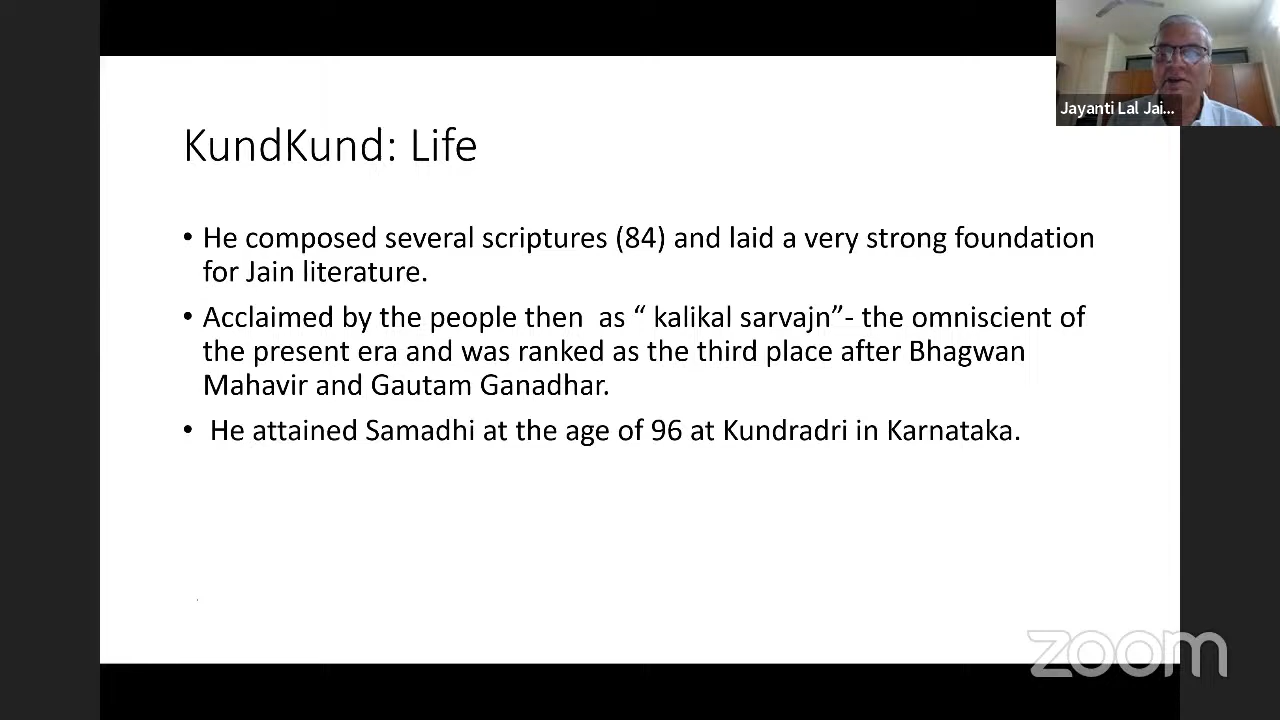 Jayanti Lal Jai...
KundKund: Life
• He composed several scriptures (84) and laid a very strong foundation
for Jain literature.
• Acclaimed by the people then  as “ kalikal sarvajn”- the omniscient of
the present era and was ranked as the third place after Bhagwan
Mahavir and Gautam Ganadhar.
•  He attained Samadhi at the age of 96 at Kundradri in Karnataka.
zoom